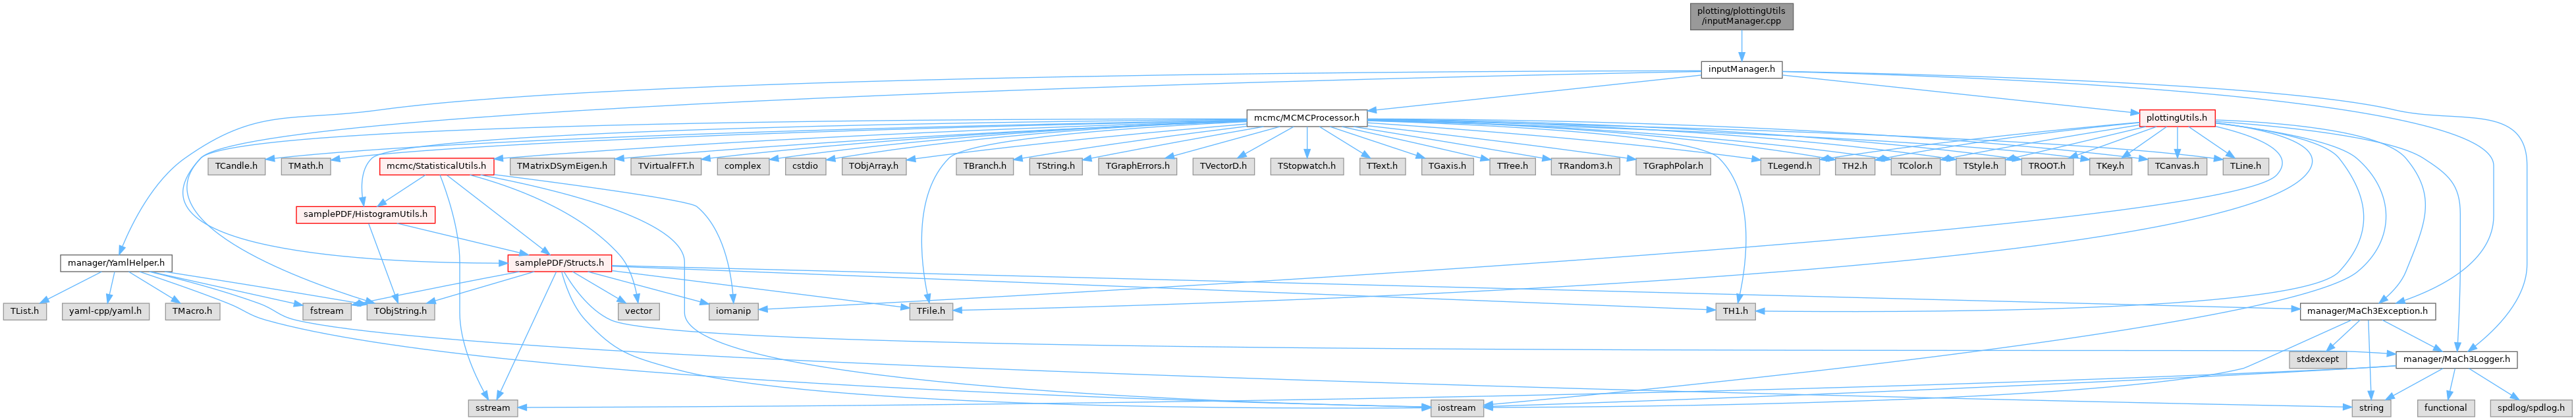 plotting/plottingUtils
/inputManager.cpp
inputManager.h
mcmc/MCMCProcessor.h
plottingUtils.h
TCandle.h
TMath.h
mcmc/StatisticalUtils.h
TMatrixDSymEigen.h
TVirtualFFT.h
complex
cstdio
TObjArray.h
TBranch.h
TString.h
TGraphErrors.h
TVectorD.h
TStopwatch.h
TText.h
TGaxis.h
TTree.h
TRandom3.h
TGraphPolar.h
TLegend.h
TH2.h
TColor.h
TStyle.h
TROOT.h
TKey.h
TCanvas.h
TLine.h
samplePDF/HistogramUtils.h
manager/YamlHelper.h
samplePDF/Structs.h
TList.h
yaml-cpp/yaml.h
TMacro.h
fstream
TObjString.h
vector
iomanip
TFile.h
TH1.h
manager/MaCh3Exception.h
stdexcept
manager/MaCh3Logger.h
sstream
iostream
string
functional
spdlog/spdlog.h